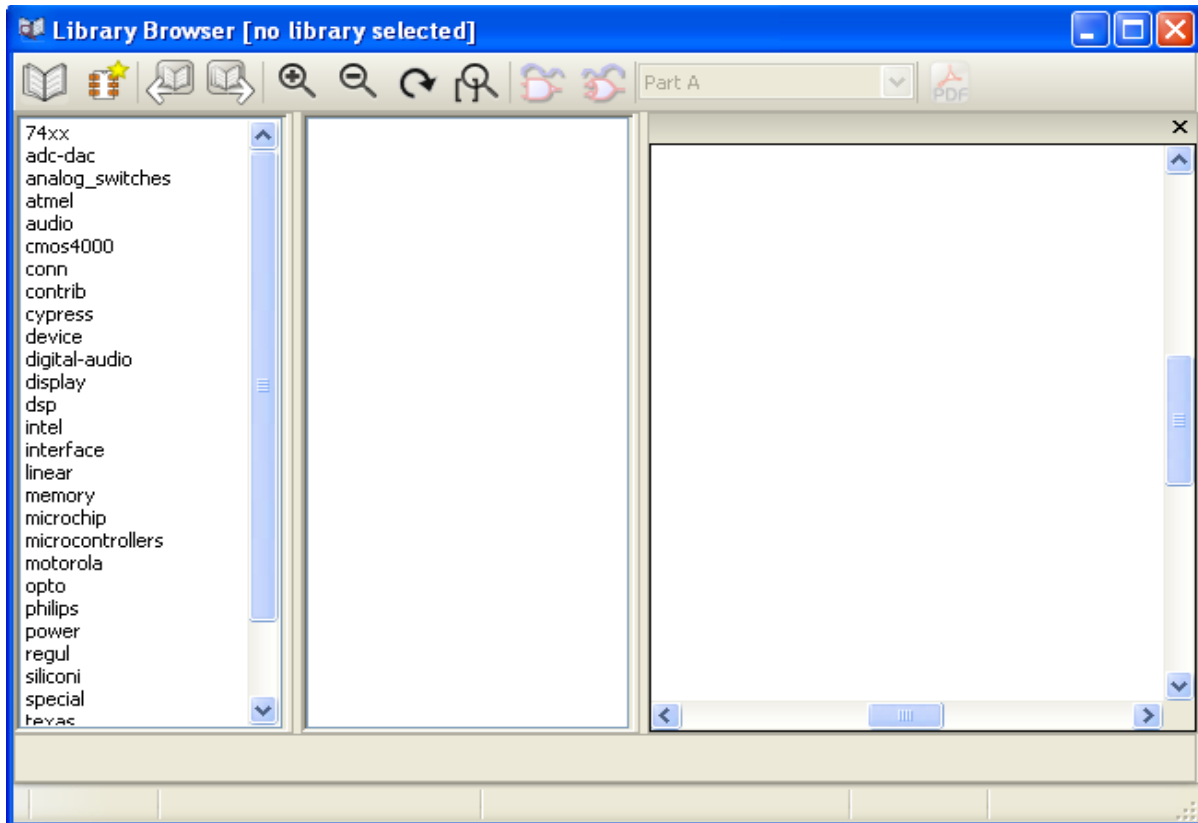 Library Browser [no library selected]
Part A
PDF
74xx
adc-dac
analog_switches
atmel
audio
cmos4000
conn
contrib
cypress
device
digital-audio
display
dsp
intel
interface
linear
memory
microchip
microcontrollers
motorola
opto
philips
power
regul
siliconi
special
texas